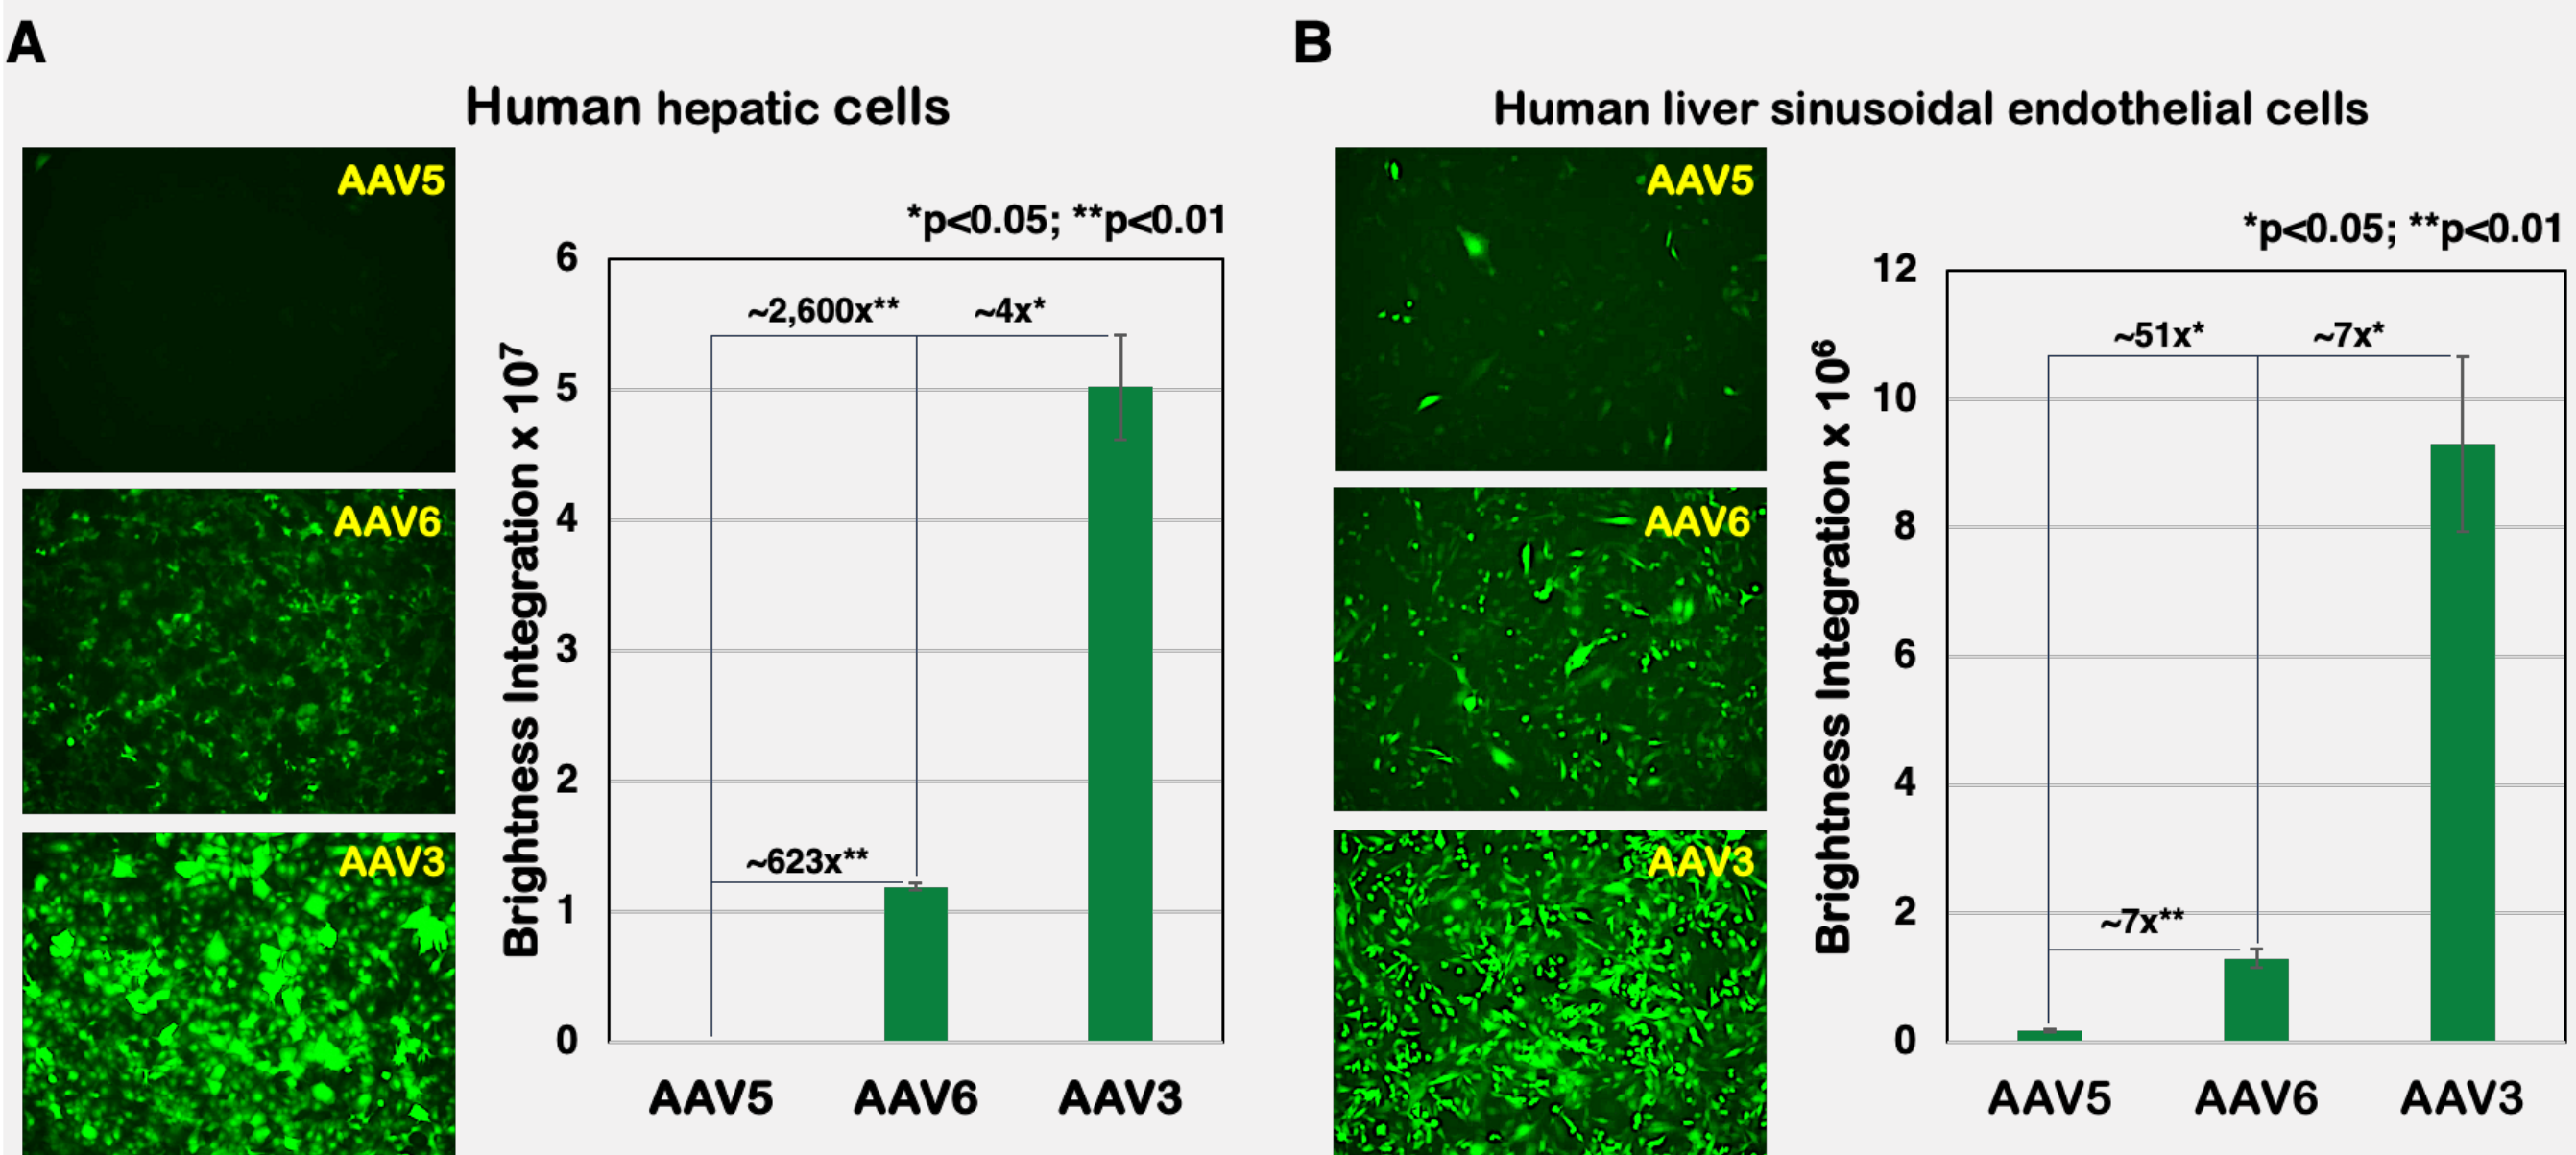 A
Human hepatic cells
AAV5
AAV6
AAV3
*p<0.05; **p<0.01
Brightness Integration x 10⁷
6
5
4
3
2
1
0
~2,600x**
~4x*
~623x**
AAV5 AAV6 AAV3
B
Human liver sinusoidal endothelial cells
AAV5
AAV6
AAV3
*p<0.05; **p<0.01
Brightness Integration x 10⁶
12
10
8
6
4
2
0
~51x*
~7x*
~7x**
AAV5 AAV6 AAV3